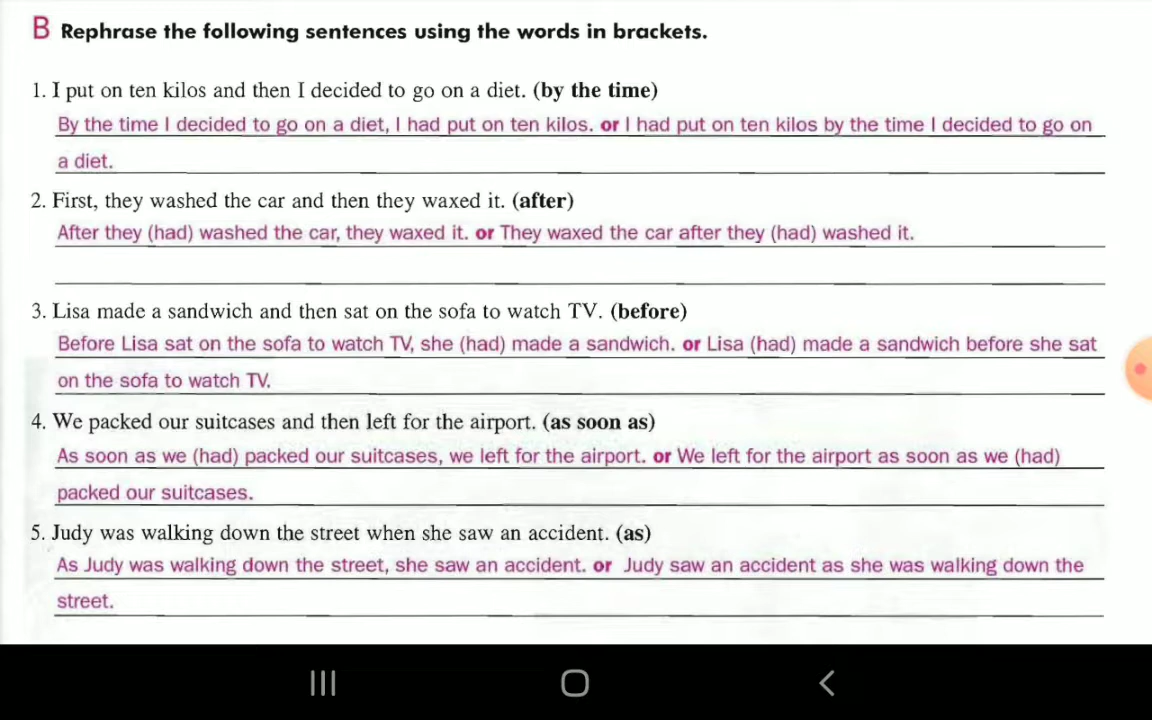 B Rephrase the following sentences using the words in brackets.
1. I put on ten kilos and then I decided to go on a diet. (by the time)
By the time I decided to go on a diet, I had put on ten kilos. or I had put on ten kilos by the time I decided to go on
a diet.
2. First, they washed the car and then they waxed it. (after)
After they (had) washed the car, they waxed it. or They waxed the car after they (had) washed it.
3. Lisa made a sandwich and then sat on the sofa to watch TV. (before)
Before Lisa sat on the sofa to watch TV, she (had) made a sandwich. or Lisa (had) made a sandwich before she sat
on the sofa to watch TV.
4. We packed our suitcases and then left for the airport. (as soon as)
As soon as we (had) packed our suitcases, we left for the airport. or We left for the airport as soon as we (had)
packed our suitcases.
5. Judy was walking down the street when she saw an accident. (as)
As Judy was walking down the street, she saw an accident. or Judy saw an accident as she was walking down the
street.